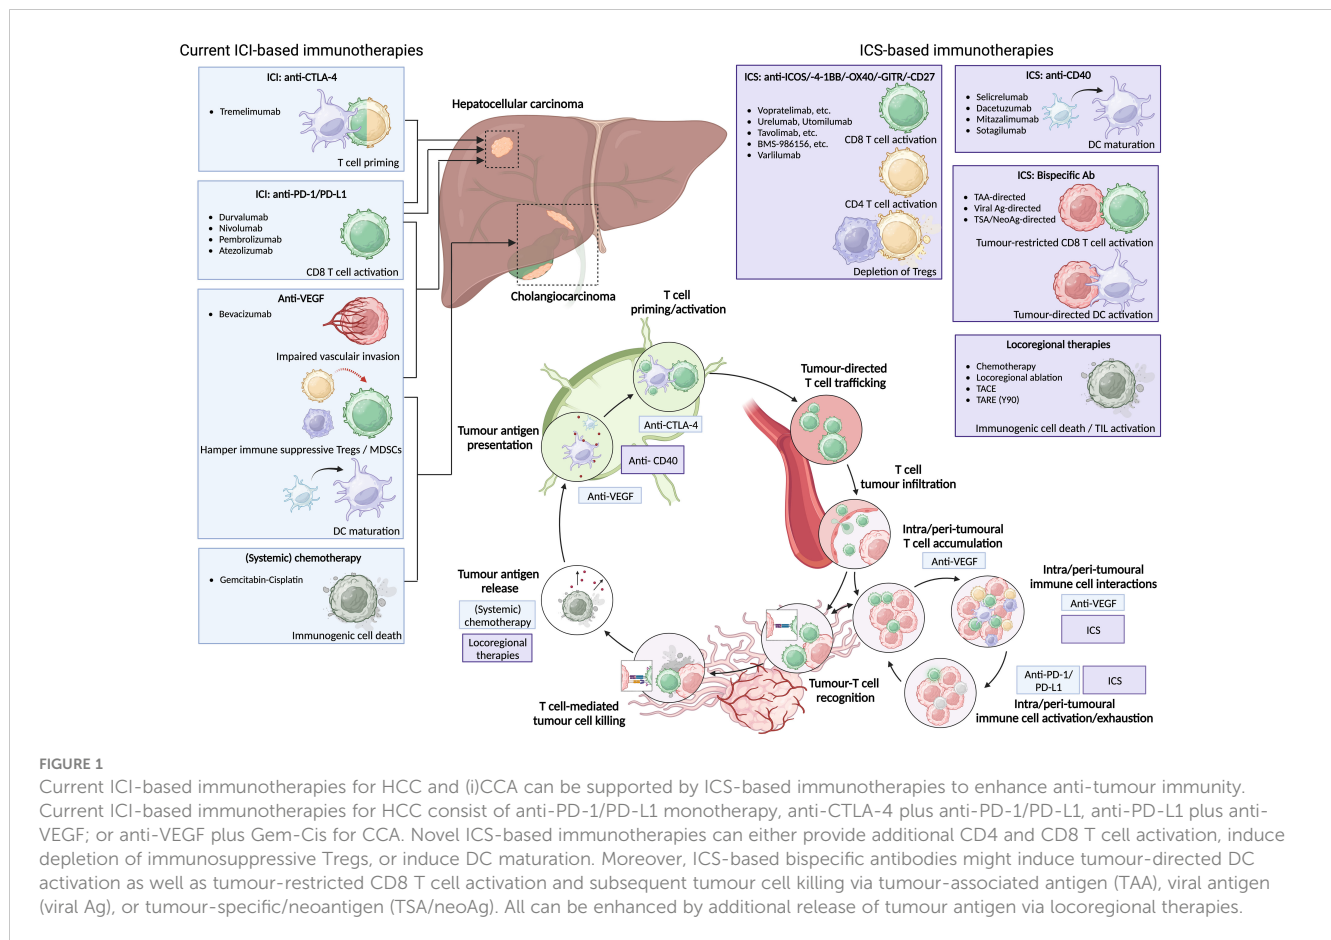 Current ICI-based immunotherapies
ICI: anti-CTLA-4
• Tremelimumab
T cell priming
ICI: anti-PD-1/PD-L1
• Durvalumab
• Nivolumab
• Pembrolizumab
• Atezolizumab
CD8 T cell activation
Anti-VEGF
• Bevacizumab
Impaired vasculair invasion
Hamper immune suppressive Tregs / MDSCs
DC maturation
(Systemic) chemotherapy
• Gemcitabin-Cisplatin
Immunogenic cell death
Hepatocellular carcinoma
Cholangiocarcinoma
ICS-based immunotherapies
ICS: anti-ICOS/-4-1BB/-OX40/-GITR/-CD27
• Vopratelimab, etc.
• Urelumab, Utomilumab
• Tavolimab, etc.
• BMS-986156, etc.
• Varlilumab
CD8 T cell activation
CD4 T cell activation
Depletion of Tregs
ICS: anti-CD40
• Selicrelumab
• Dacetuzumab
• Mitazalimumab
• Sotagilumab
DC maturation
ICS: Bispecific Ab
• TAA-directed
• Viral Ag-directed
• TSA/NeoAg-directed
Tumour-restricted CD8 T cell activation
Tumour-directed DC activation
Locoregional therapies
• Chemotherapy
• Locoregional ablation
• TACE
• TARE (Y90)
Immunogenic cell death / TIL activation
T cell
priming/activation
Anti-CTLA-4
Tumour antigen
presentation
Anti- CD40
Anti-VEGF
Tumour-directed
T cell trafficking
T cell
tumour infiltration
Intra/peri-tumoural
T cell accumulation
Anti-VEGF
Intra/peri-tumoural
immune cell interactions
Anti-VEGF
ICS
Anti-PD-1/
PD-L1
ICS
Intra/peri-tumoural
immune cell activation/exhaustion
Tumour-T cell
recognition
T cell-mediated
tumour cell killing
Tumour antigen
release
(Systemic)
chemotherapy
Locoregional
therapies
FIGURE 1
Current ICI-based immunotherapies for HCC and (i)CCA can be supported by ICS-based immunotherapies to enhance anti-tumour immunity.
Current ICI-based immunotherapies for HCC consist of anti-PD-1/PD-L1 monotherapy, anti-CTLA-4 plus anti-PD-1/PD-L1, anti-PD-L1 plus anti-
VEGF; or anti-VEGF plus Gem-Cis for CCA. Novel ICS-based immunotherapies can either provide additional CD4 and CD8 T cell activation, induce
depletion of immunosuppressive Tregs, or induce DC maturation. Moreover, ICS-based bispecific antibodies might induce tumour-directed DC
activation as well as tumour-restricted CD8 T cell activation and subsequent tumour cell killing via tumour-associated antigen (TAA), viral antigen
(viral Ag), or tumour-specific/neoantigen (TSA/neoAg). All can be enhanced by additional release of tumour antigen via locoregional therapies.